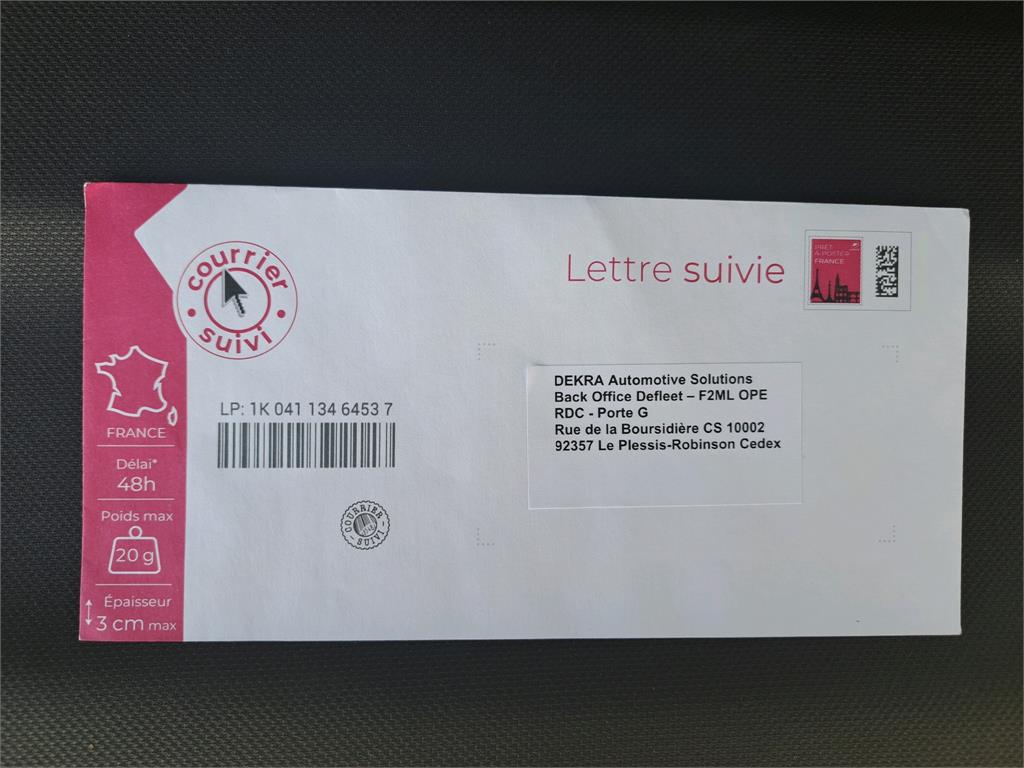 courrier
suivi
Lettre suivie
PRÊT
À-POSTER
FRANCE
LP: 1K 041 134 6453 7
DEKRA Automotive Solutions
Back Office Defleet – F2ML OPE
RDC - Porte G
Rue de la Boursidière CS 10002
92357 Le Plessis-Robinson Cedex
COURRIER
SUIVI
FRANCE
Délai*
48h
Poids max
20 g
Épaisseur
3 cm max